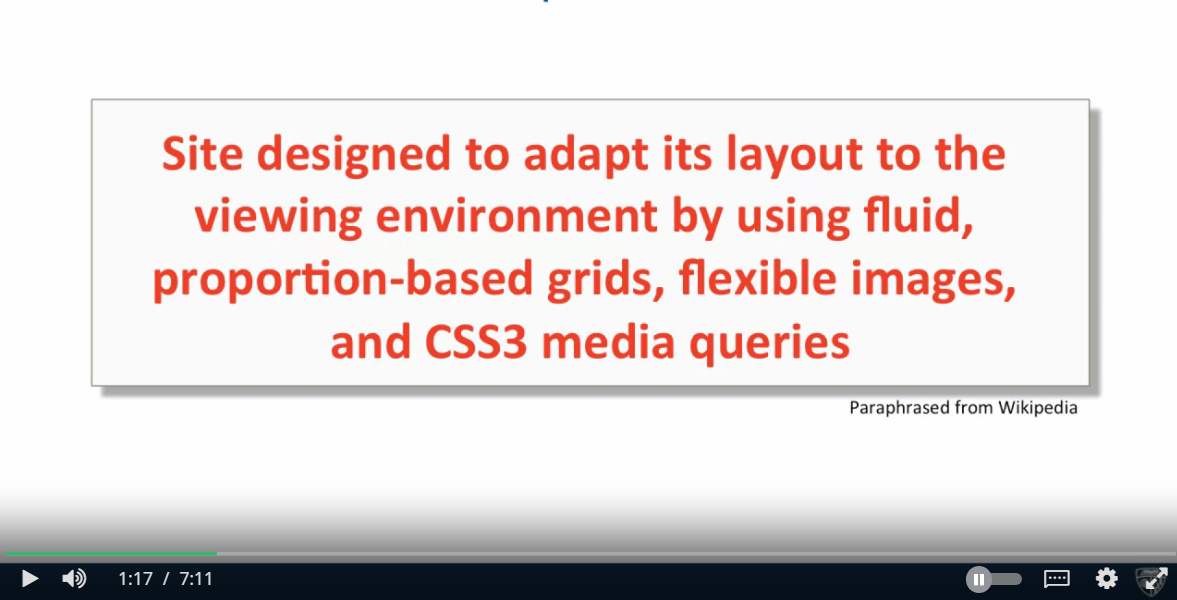 Site designed to adapt its layout to the
viewing environment by using fluid,
proportion-based grids, flexible images,
and CSS3 media queries
Paraphrased from Wikipedia
1:17 / 7:11